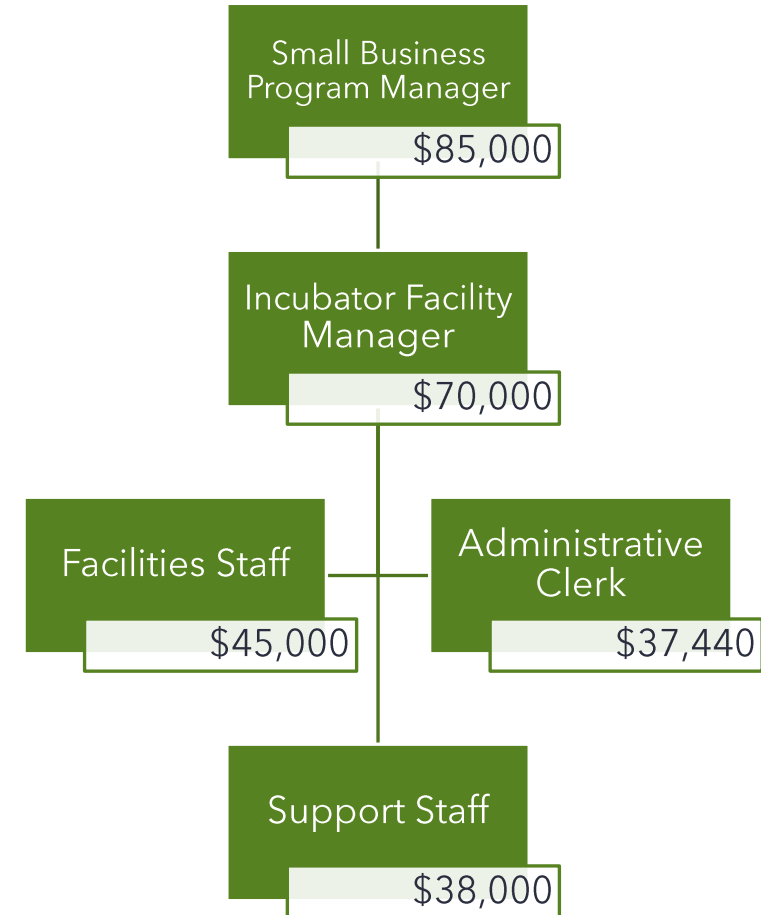 Small Business
Program Manager
$85,000
Incubator Facility
Manager
$70,000
Facilities Staff
$45,000
Administrative
Clerk
$37,440
Support Staff
$38,000